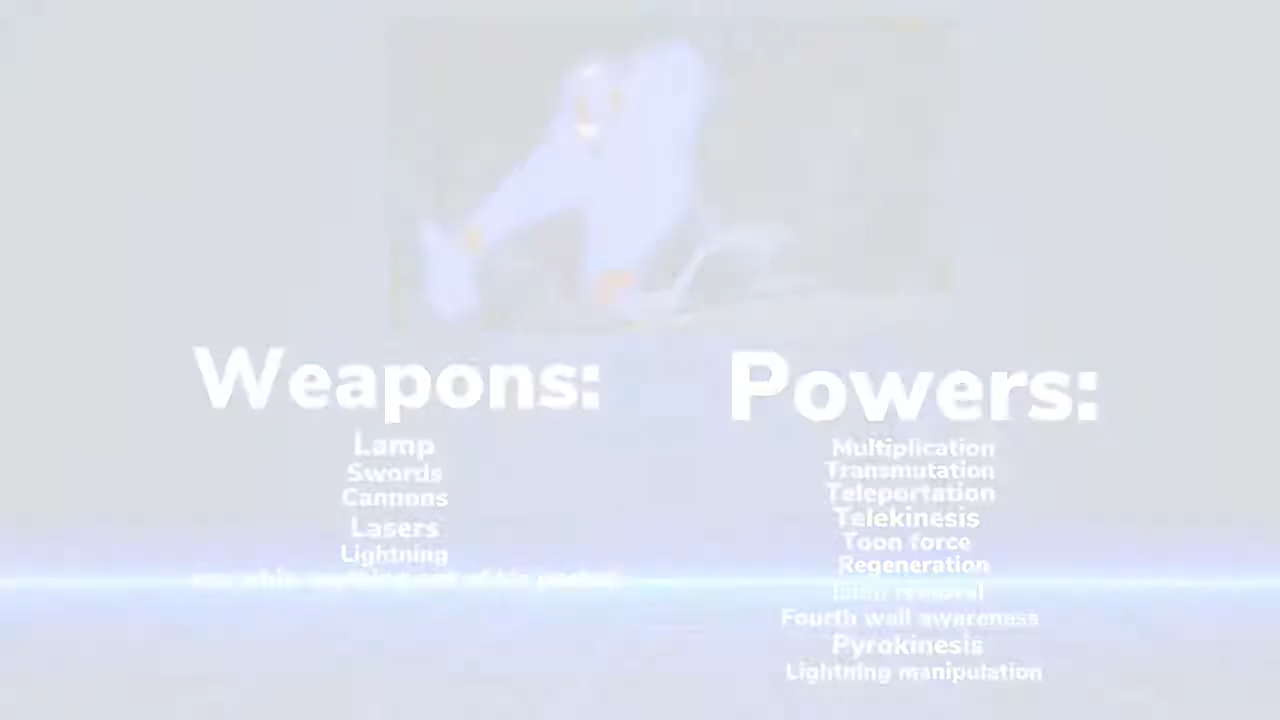 Weapons:
Lamp
Swords
Cannons
Lasers
Lightning
Powers:
Multiplication
Transmutation
Teleportation
Telekinesis
Toon force
Regeneration
removal
Fourth wall awareness
Pyrokinesis
Lightning manipulation